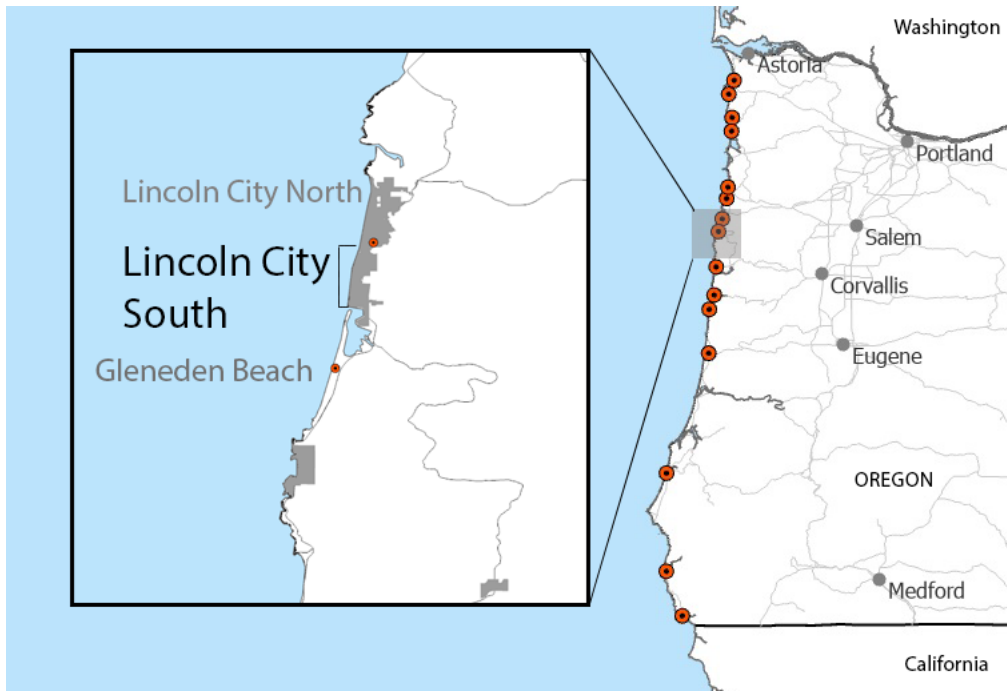 Washington
Astoria
Portland
Lincoln City North
Salem
Lincoln City
South
Corvallis
Eugene
Gleneden Beach
OREGON
Medford
California